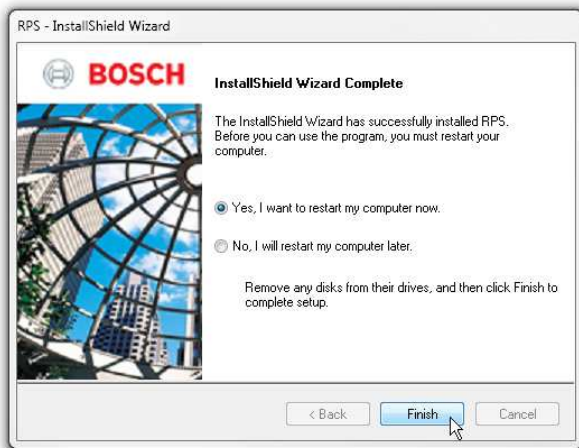 RPS - InstallShield Wizard
BOSCH
InstallShield Wizard Complete
The InstallShield Wizard has successfully installed RPS.
Before you can use the program, you must restart your
computer.
Yes, I want to restart my computer now.
No, I will restart my computer later.
Remove any disks from their drives, and then click Finish to
complete setup.
< Back
Finish
Cancel